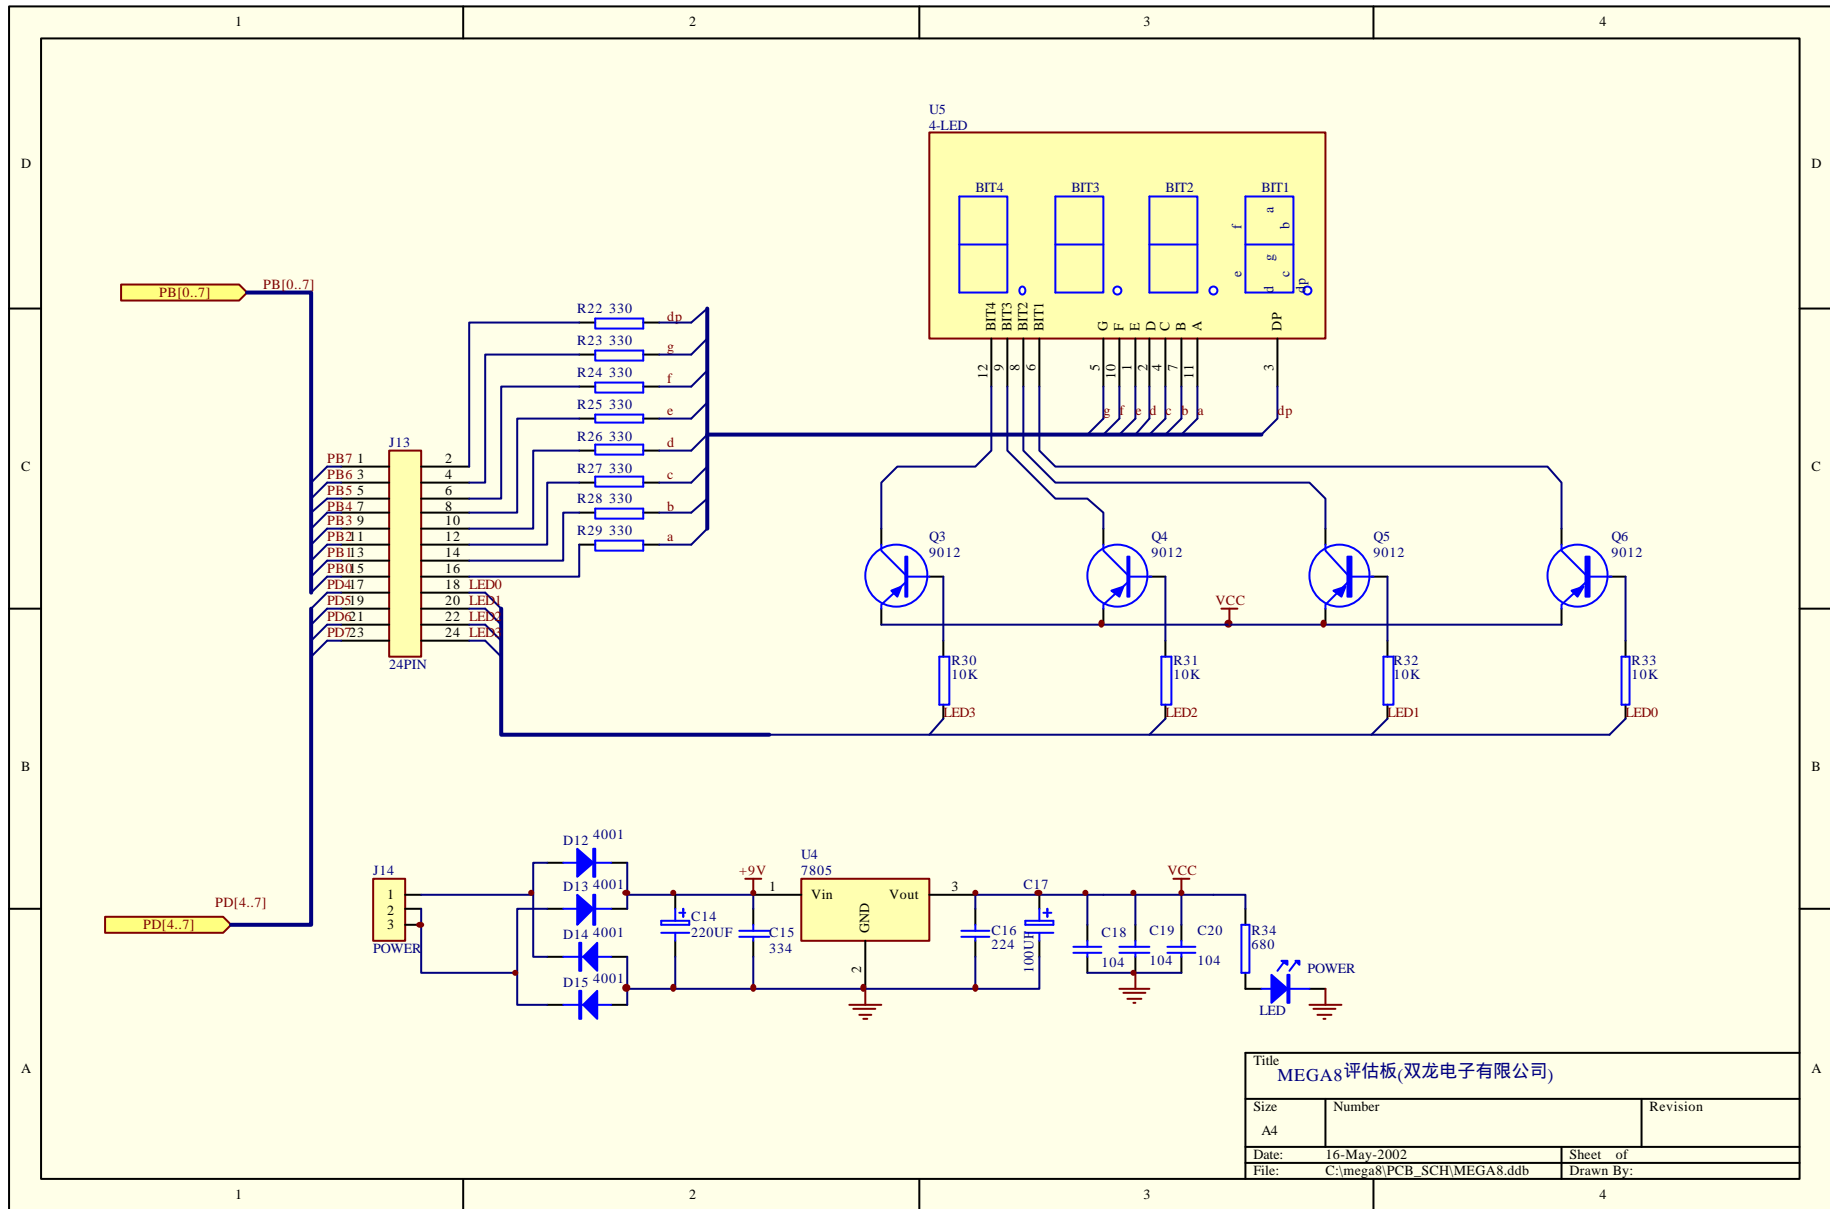 1 2 3 4
D D
C C
B B
A A
1 2 3 4
PB[0..7] PB[0..7]
PD[4..7]
PD[4..7]
J13
PB7 1 2
PB6 3 4
PB5 5 6
PB4 7 8
PB3 9 10
PB2 11 12
PB1 13 14
PB0 15 16
PD4 17 18 LED0
PD5 19 20 LED1
PD6 21 22 LED2
PD7 23 24 LED3
24PIN
R22 330 dp
R23 330 g
R24 330 f
R25 330 e
R26 330 d
R27 330 c
R28 330 b
R29 330 a
U5
4-LED
BIT4 BIT3 BIT2 BIT1
a
f b
g
e c
d dp
BIT4 BIT3 BIT2 BIT1 G F E D C B A DP
12 9 8 6 5 10 1 2 4 7 11 3
g f e d c b a dp
Q3 Q4 Q5 Q6
9012 9012 9012 9012
VCC
R30 R31 R32 R33
10K 10K 10K 10K
LED3 LED2 LED1 LED0
J14
1
2
3
POWER
D12 4001
D13 4001
D14 4001
D15 4001
C14
220UF
+9V
C15
334
U4
7805
1 Vin Vout 3
GND
2
C16
224
C17
100UF
C18 C19 C20
104 104 104
VCC
R34
680
POWER
LED
Title
MEGA8评估板(双龙电子有限公司)
Size Number Revision
A4
Date: 16-May-2002 Sheet of
File: C:\mega8\PCB_SCH\MEGA8.ddb Drawn By: